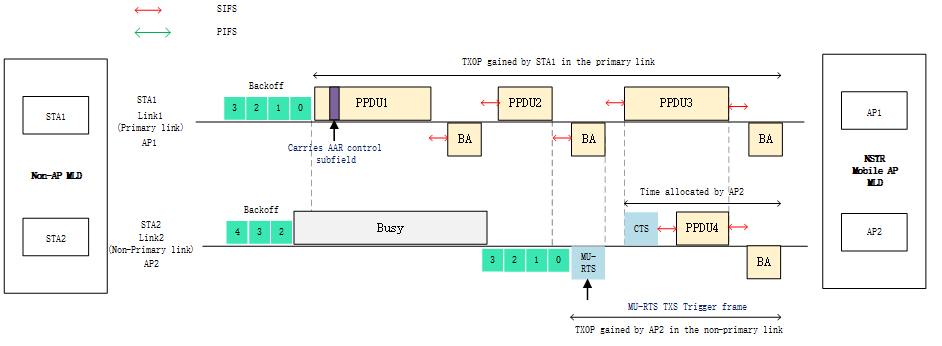 SIFS
PIFS
TXOP gained by STA1 in the primary link
Backoff
STA1
Link1
(Primary link)
AP1
3 2 1 0
PPDU1
PPDU2
PPDU3
BA
BA
BA
Carries AAR control
subfield
STA1
Non-AP MLD
STA2
AP1
NSTR
Mobile AP
MLD
AP2
Time allocated by AP2
Backoff
STA2
Link2
(Non-Primary link)
AP2
4 3 2
Busy
CTS
PPDU4
3 2 1 0
MU-
RTS
BA
MU-RTS TXS Trigger frame
TXOP gained by AP2 in the non-primary link